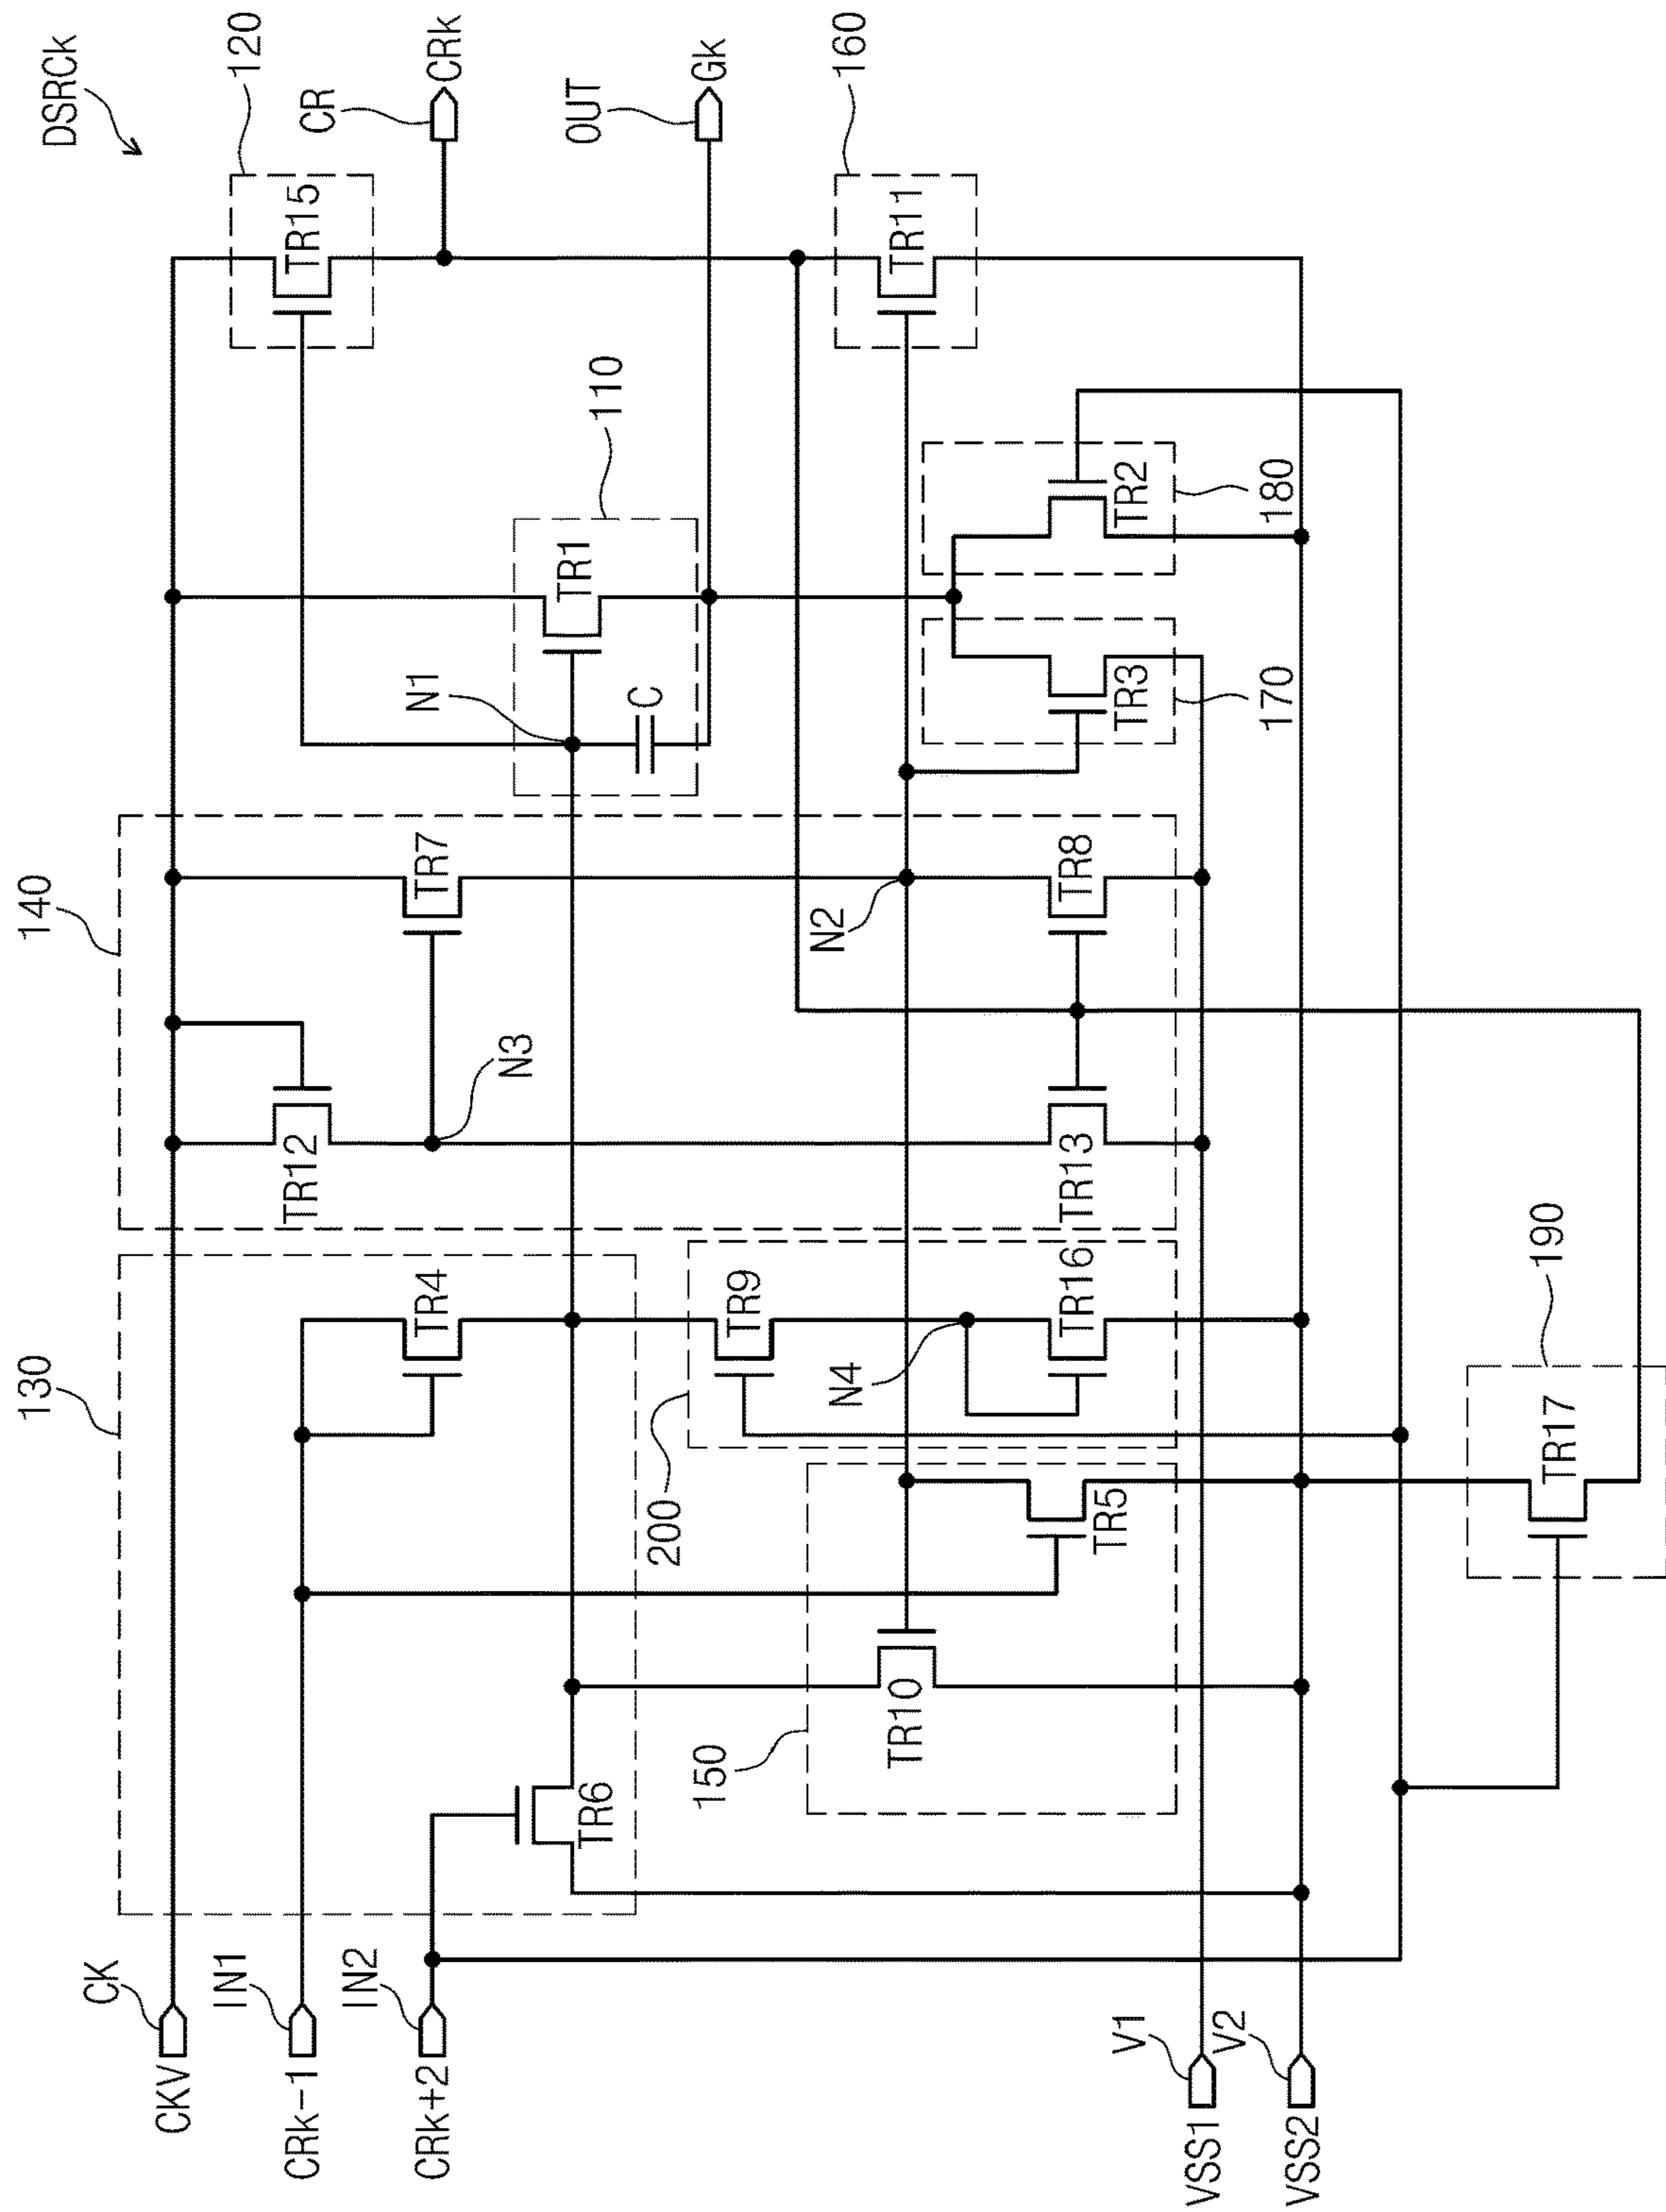 DSRCk
120
TR15
CR
CRk
OUT
Gk
160
TR11
110
TR1
N1
C
180
TR2
170
TR3
140
TR7
N2
TR8
N3
TR12
TR13
130
TR4
200
TR9
N4
TR16
190
TR17
TR5
150
TR10
TR6
CK
CKV
IN1
CRk-1
IN2
CRk+2
V1
VSS1
V2
VSS2